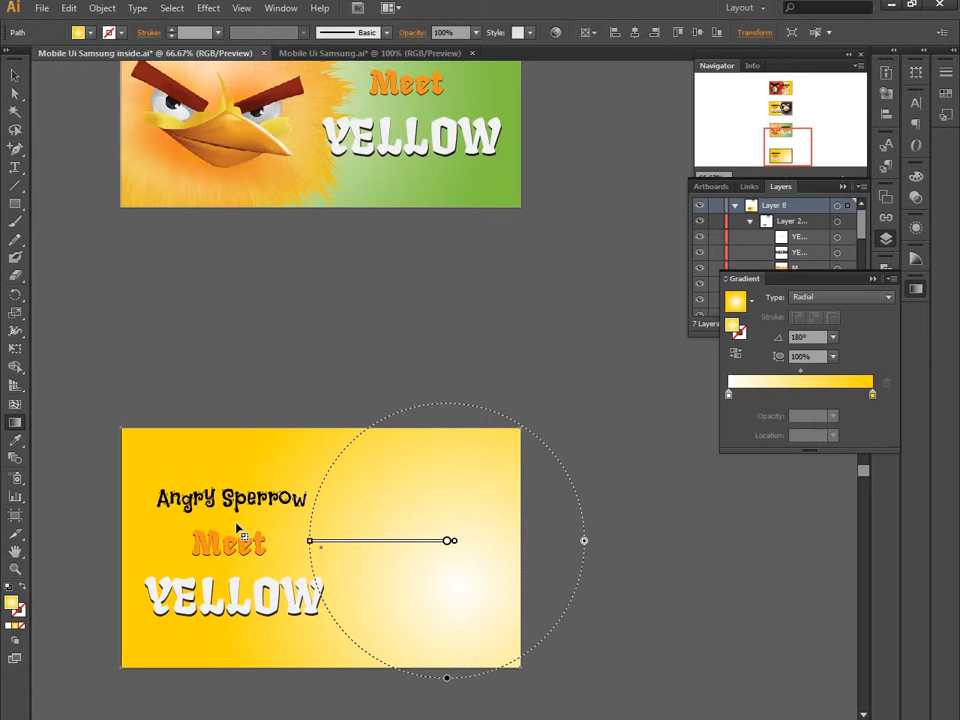 Ai File Edit Object Type Select Effect View Window Help Layout
Path Stroke: Basic Opacity: 100% Style: Transform
Mobile Ui Samsung inside.ai* @ 66.67% (RGB/Preview) × Mobile Ui Samsung.ai* @ 100% (RGB/Preview) ×
Navigator Info
Meet
YELLOW
Artboards Links Layers
Layer 8
Layer 2...
YE...
YE...
7 Layers
Gradient
Type: Radial
Stroke:
180°
100%
Opacity:
Location:
Angry Sperrow
Meet
YELLOW